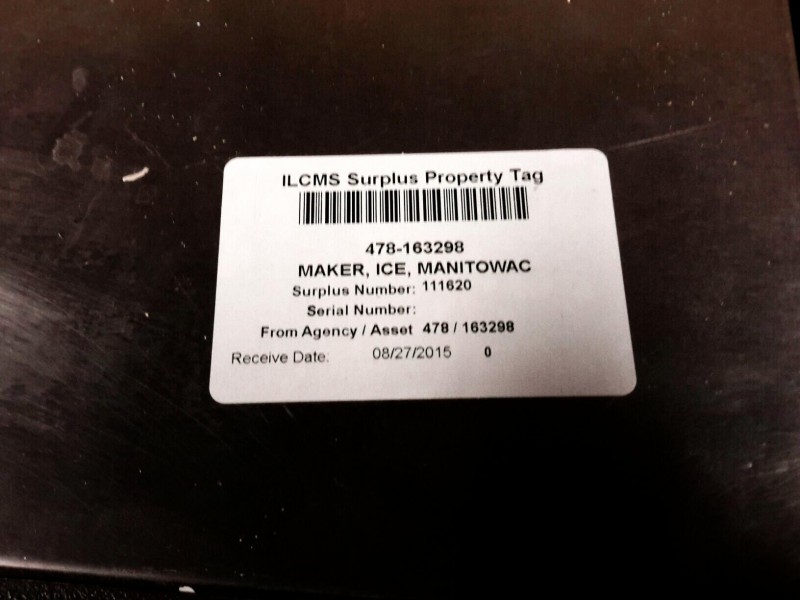 ILCMS Surplus Property Tag
478-163298
MAKER, ICE, MANITOWAC
Surplus Number: 111620
Serial Number:
From Agency / Asset 478 / 163298
Receive Date: 08/27/2015 0